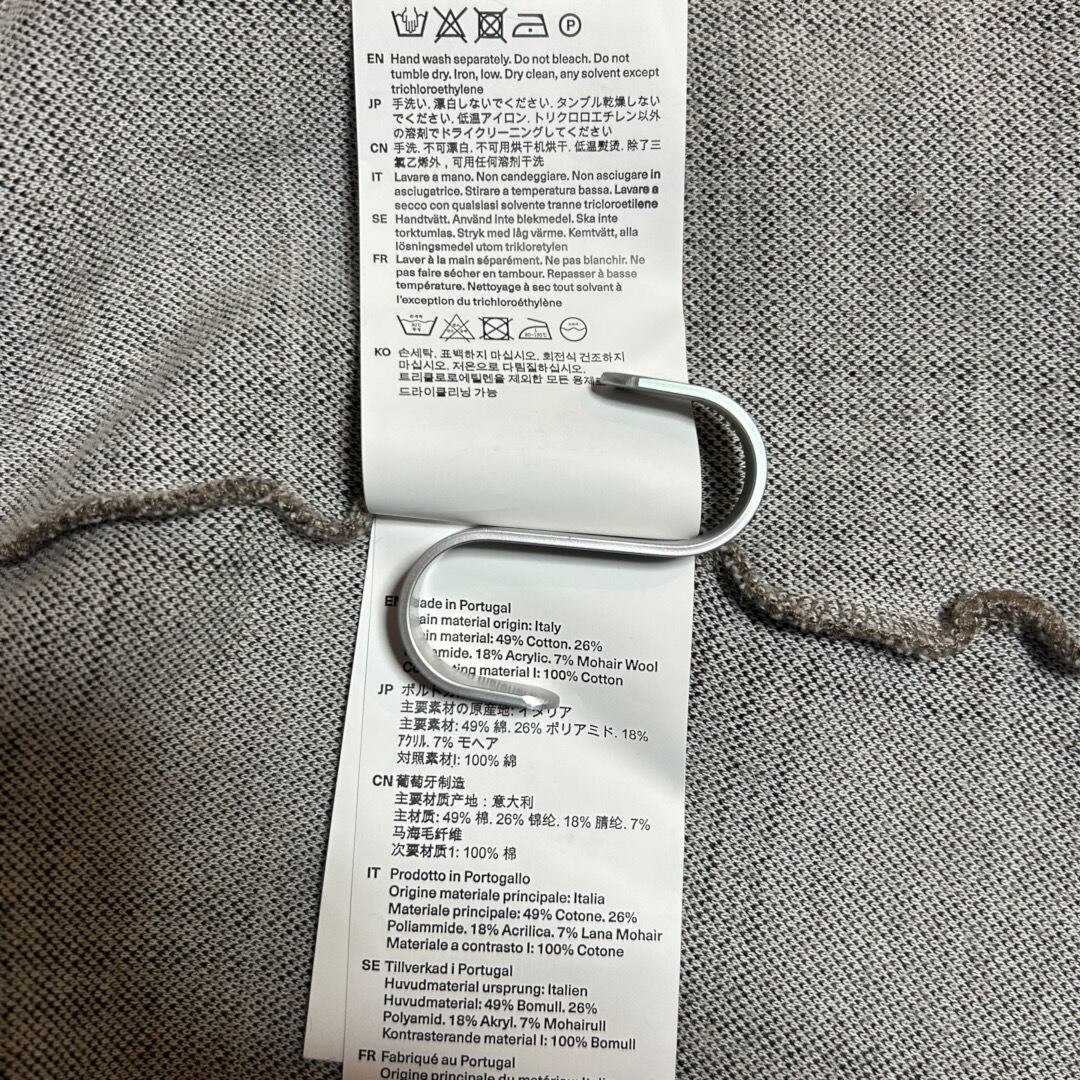 P
EN Hand wash separately. Do not bleach. Do not
tumble dry. Iron, low. Dry clean, any solvent except
trichloroethylene
JP 手洗い. 漂白しないでください. タンブル乾燥しない
でください. 低温アイロン. トリクロロエチレン以外
の溶剤でドライクリーニングしてください
CN 手洗. 不可漂白. 不可用烘干机烘干. 低温熨烫. 除了三
氯乙烯外，可用任何溶剂干洗
IT Lavare a mano. Non candeggiare. Non asciugare in
asciugatrice. Stirare a temperatura bassa. Lavare a
secco con qualsiasi solvente tranne tricloroetilene
SE Handtvätt. Använd inte blekmedel. Ska inte
torktumlas. Stryk med låg värme. Kemtvätt, alla
lösningsmedel utom trikloretylen
FR Laver à la main séparément. Ne pas blanchir. Ne
pas faire sécher en tambour. Repasser à basse
température. Nettoyage à sec tout solvant à
l'exception du trichloroéthylène
KO 손세탁. 표백하지 마십시오. 회전식 건조하지
마십시오. 저온으로 다림질하십시오.
트리클로로에틸렌을 제외한 모든
드라이클리닝 가능
EN Made in Portugal
material origin: Italy
material: 49% Cotton. 26%
18% Acrylic. 7% Mohair Wool
material I: 100% Cotton
JP
主要素材の原産地: イタリア
主要素材: 49% 綿. 26% ポリアミド. 18%
アクリル. 7% モヘア
対照素材I: 100% 綿
CN 葡萄牙制造
主要材质产地：意大利
主材质: 49% 棉. 26% 锦纶. 18% 腈纶. 7%
马海毛纤维
次要材质1: 100% 棉
IT Prodotto in Portogallo
Origine materiale principale: Italia
Materiale principale: 49% Cotone. 26%
Poliammide. 18% Acrilica. 7% Lana Mohair
Materiale a contrasto I: 100% Cotone
SE Tillverkad i Portugal
Huvudmaterial ursprung: Italien
Huvudmaterial: 49% Bomull. 26%
Polyamid. 18% Akryl. 7% Mohairull
Kontrasterande material I: 100% Bomull
FR Fabriqué au Portugal
Origine principale du